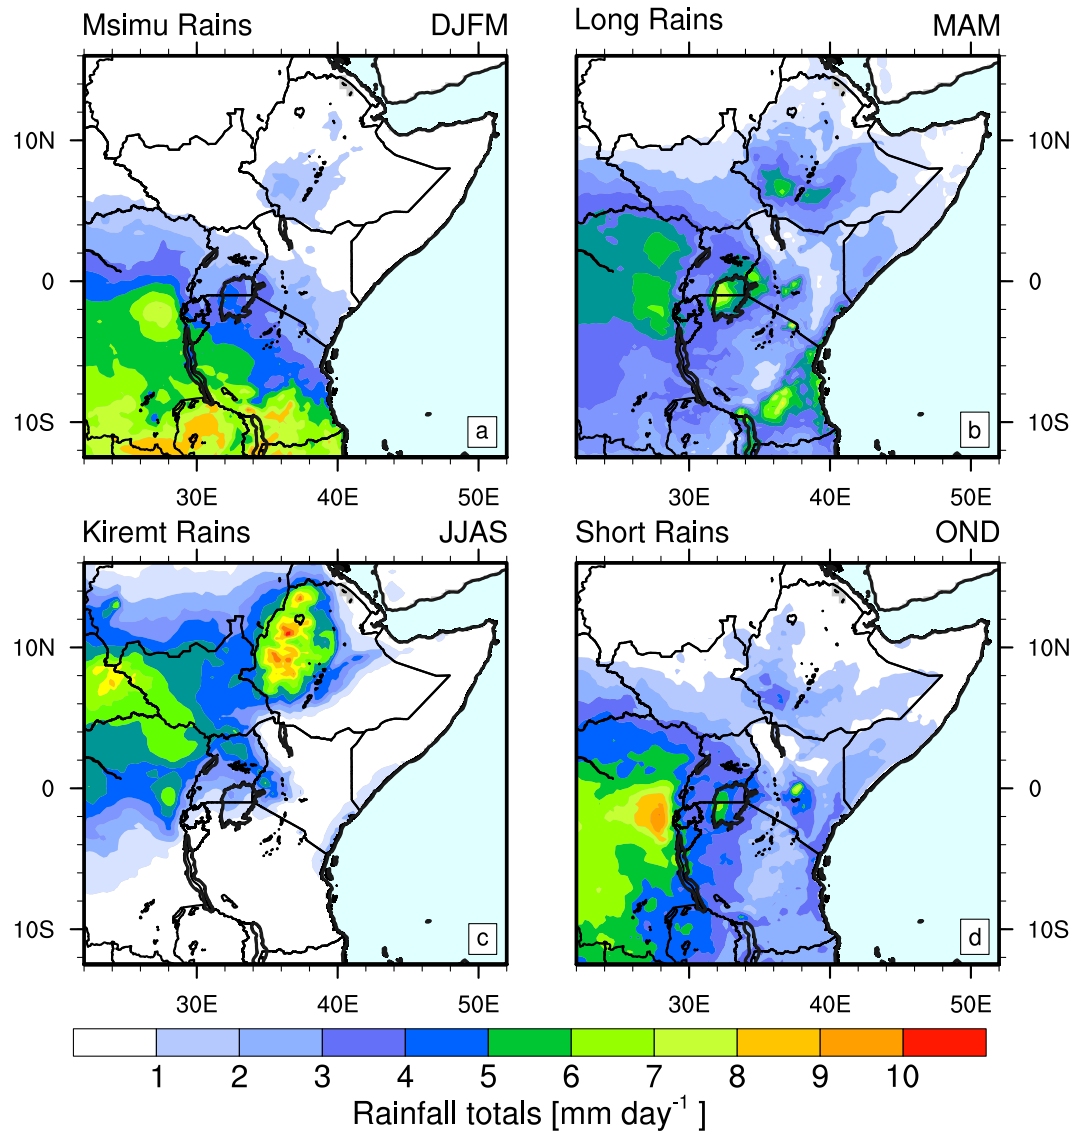 Msimu Rains DJFM
Long Rains MAM
10N
0
10S
a
b
10N
0
10S
30E 40E 50E
30E 40E 50E
Kiremt Rains JJAS
Short Rains OND
10N
0
10S
c
d
10N
0
10S
30E 40E 50E
30E 40E 50E
1 2 3 4 5 6 7 8 9 10
Rainfall totals [mm day⁻¹ ]